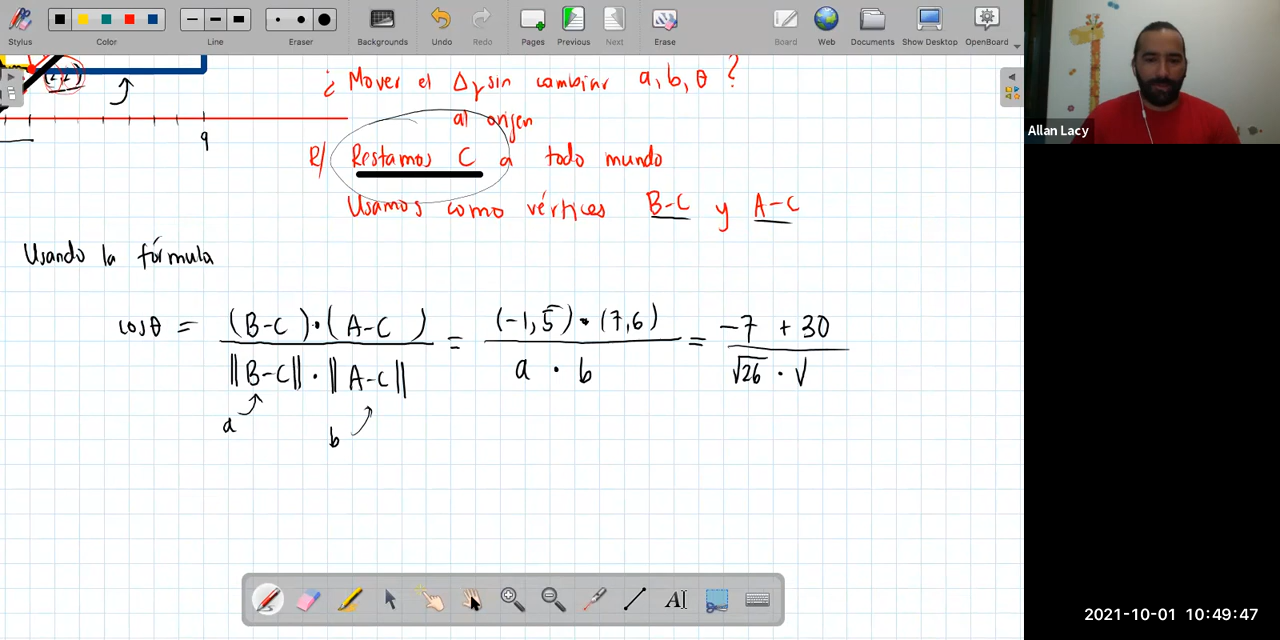 Stylus Color Line Eraser Backgrounds Undo Redo Pages Previous Next Erase Board Web Documents Show Desktop OpenBoard
(2,2)
9
¿ Mover el Δ, sin cambiar a, b, θ ?
al origen
R/ Restamos C a todo mundo
Usamos como vértices B-C y A-C
Usando la fórmula
cos θ = (B-C)·(A-C) / ‖B-C‖·‖A-C‖ = (-1,5)·(7,6) / a · b = -7 + 30 / √26 · √
a
b
Allan Lacy
2021-10-01 10:49:47